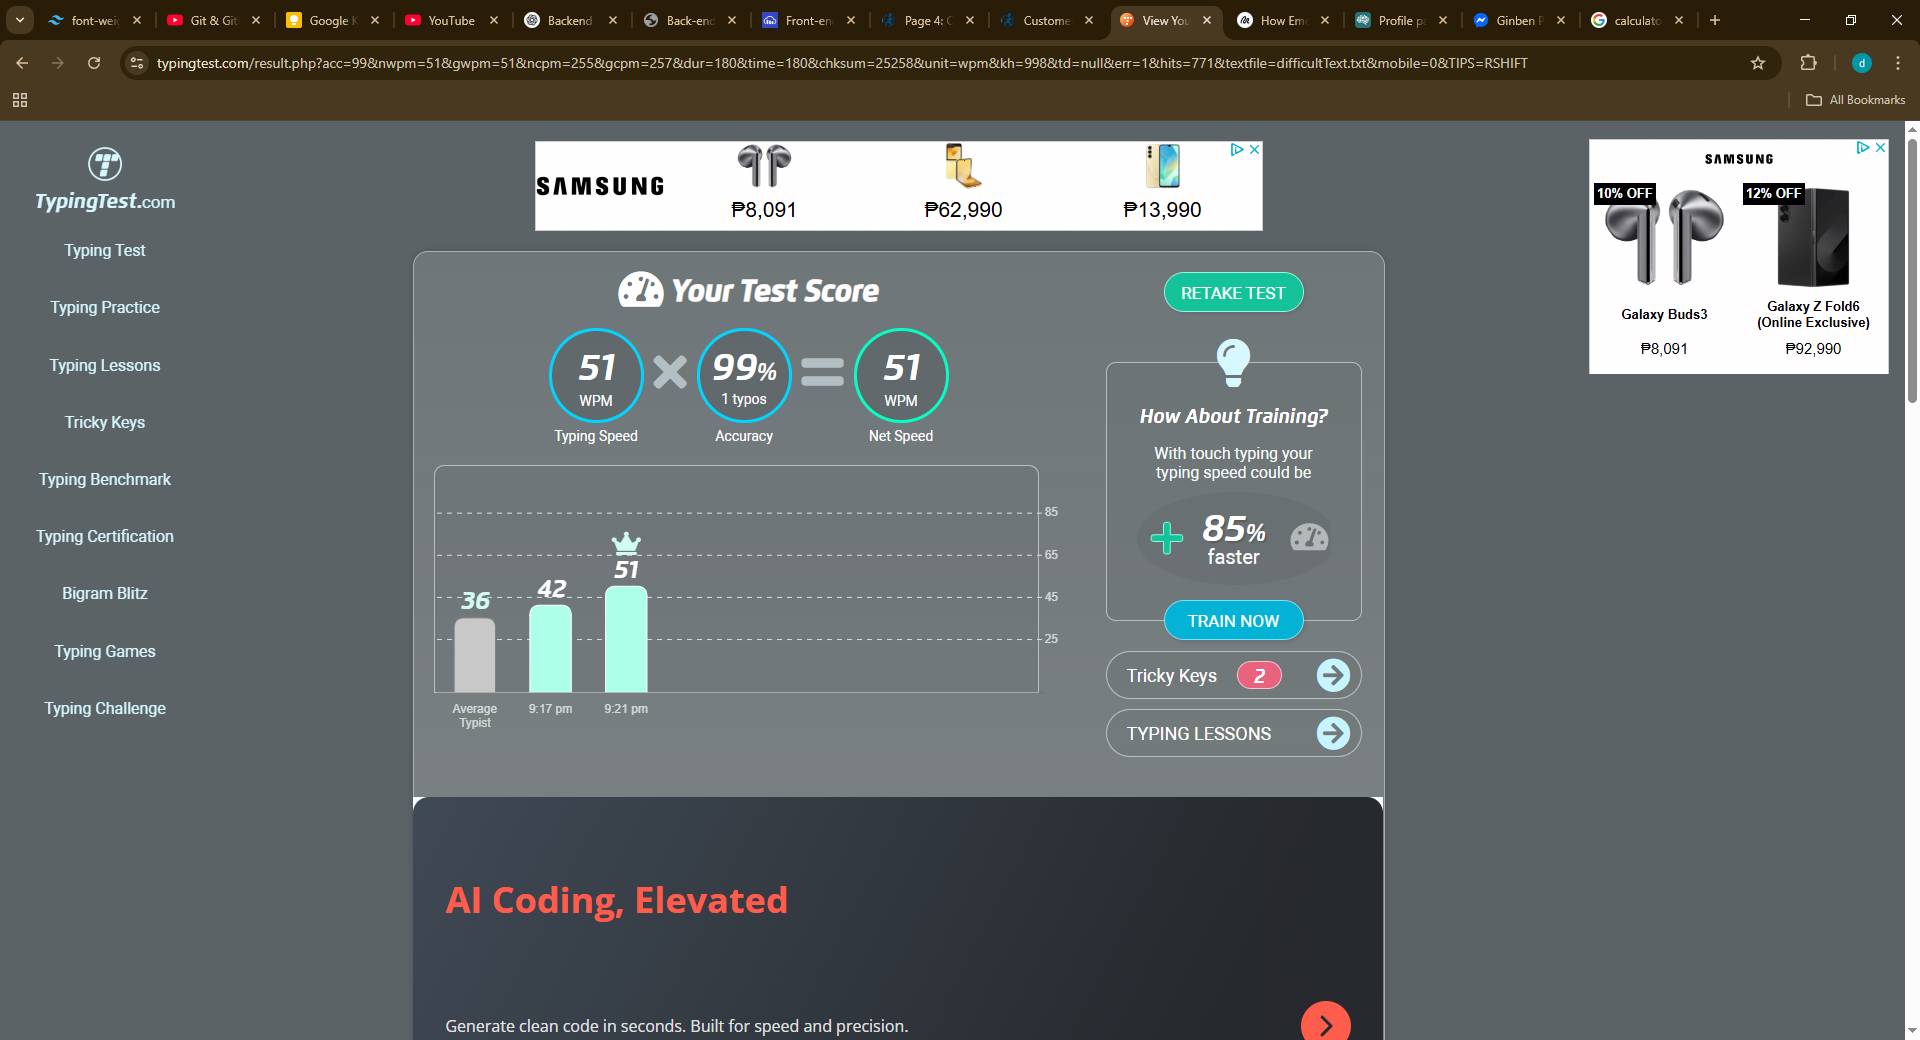 font-weig
Git & Git
Google K
YouTube
Backend
Back-end
Front-en
Page 4: C
Custome
View You
How Em
Profile pa
Ginben P
calculato
typingtest.com/result.php?acc=99&nwpm=51&gwpm=51&ncpm=255&gcpm=257&dur=180&time=180&chksum=25258&unit=wpm&kh=998&td=null&err=1&hits=771&textfile=difficultText.txt&mobile=0&TIPS=RSHIFT
d
All Bookmarks
TypingTest.com
Typing Test
Typing Practice
Typing Lessons
Tricky Keys
Typing Benchmark
Typing Certification
Bigram Blitz
Typing Games
Typing Challenge
SAMSUNG
₱8,091
₱62,990
₱13,990
Your Test Score
RETAKE TEST
51
WPM
Typing Speed
99%
1 typos
Accuracy
51
WPM
Net Speed
85
65
45
25
36
42
51
Average
Typist
9:17 pm
9:21 pm
How About Training?
With touch typing your
typing speed could be
85%
faster
TRAIN NOW
Tricky Keys 2
TYPING LESSONS
SAMSUNG
10% OFF
12% OFF
Galaxy Buds3
₱8,091
Galaxy Z Fold6
(Online Exclusive)
₱92,990
AI Coding, Elevated
Generate clean code in seconds. Built for speed and precision.